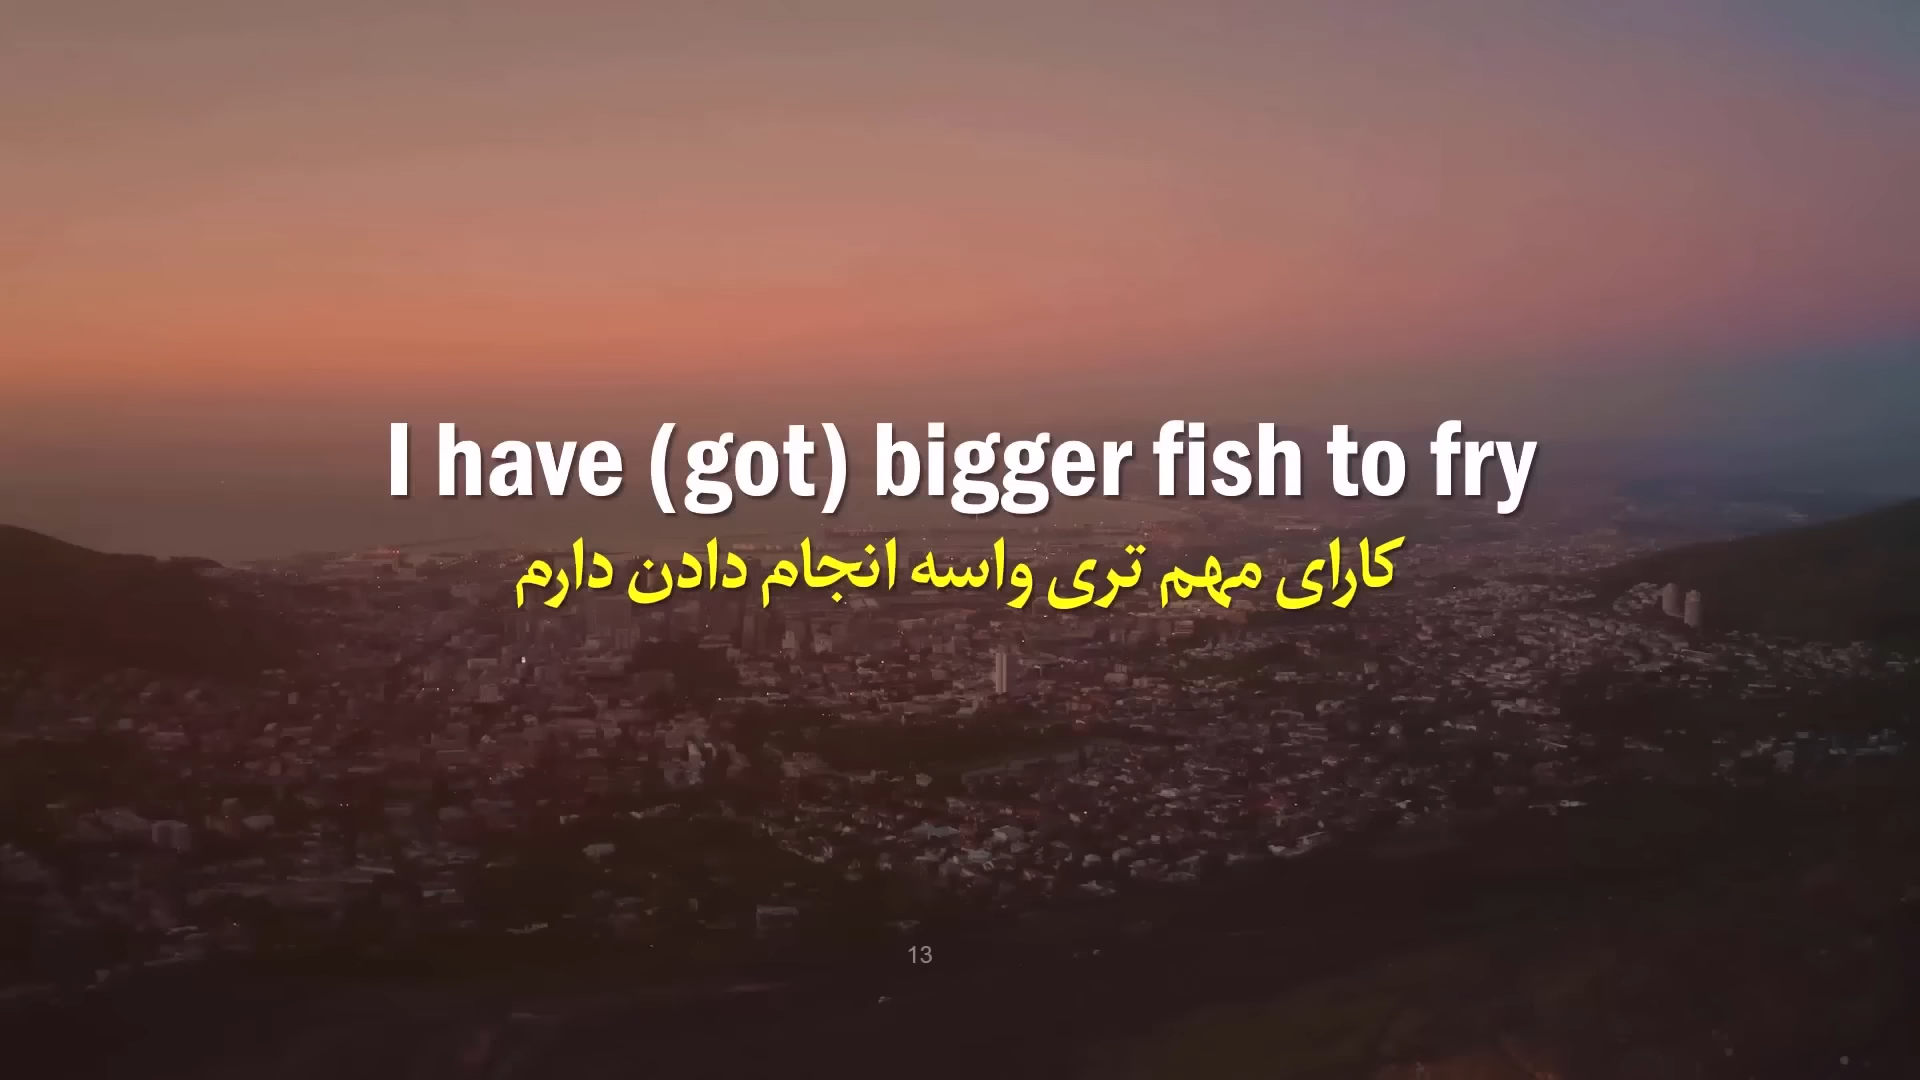 I have (got) bigger fish to fry
کارای مهم تری واسه انجام دادن دارم
13